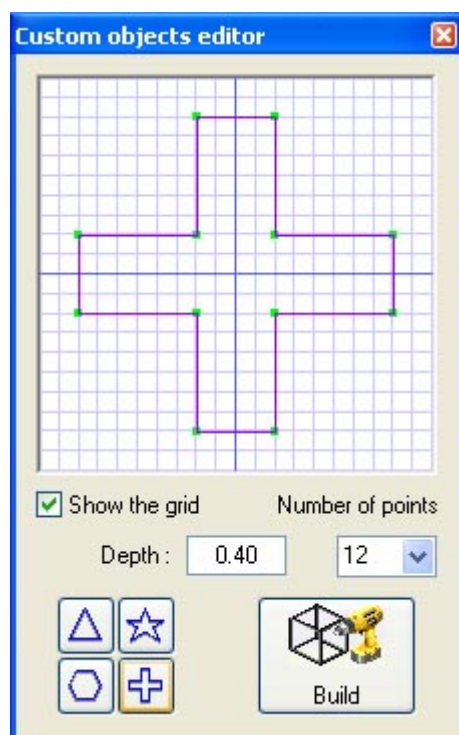 Custom objects editor
Show the grid
Number of points
Depth :
0.40
12
Build